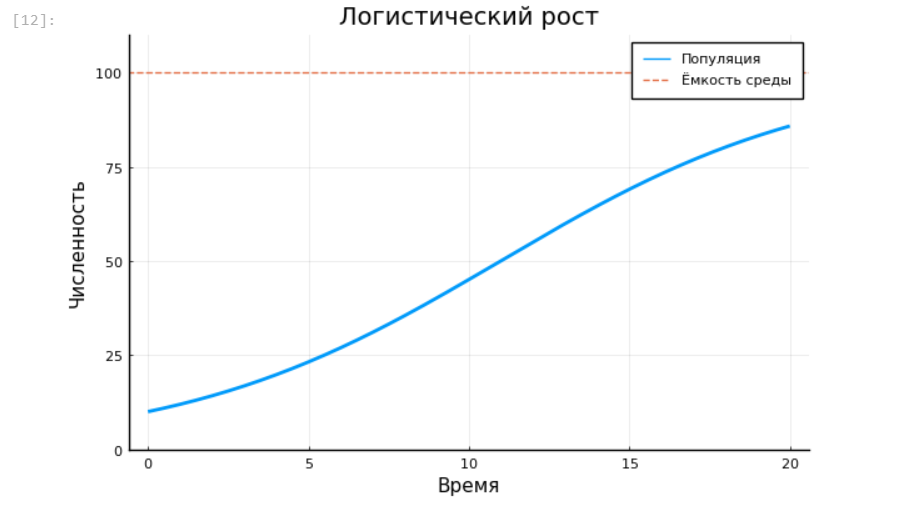 [12]:
Логистический рост
Популяция
Ёмкость среды
100
75
50
25
0
Численность
0 5 10 15 20
Время